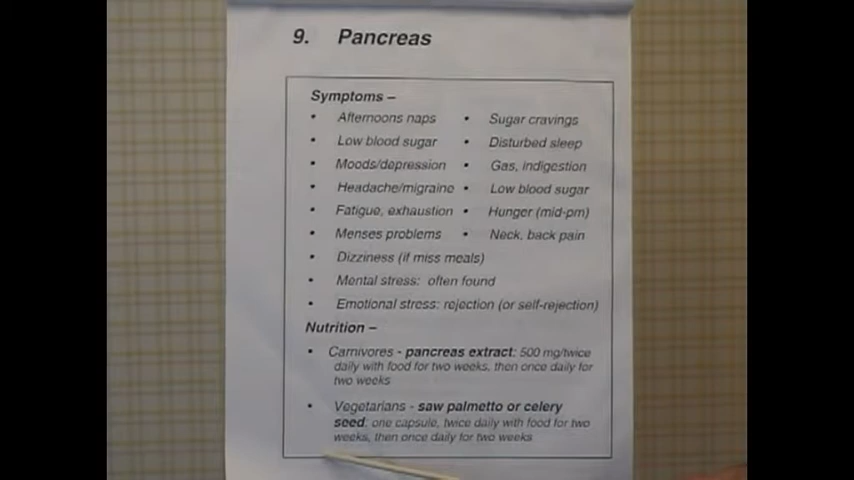 9. Pancreas
Symptoms –
• Afternoons naps • Sugar cravings
• Low blood sugar • Disturbed sleep
• Moods/depression • Gas, indigestion
• Headache/migraine • Low blood sugar
• Fatigue, exhaustion • Hunger (mid-pm)
• Menses problems • Neck, back pain
• Dizziness (if miss meals)
• Mental stress: often found
• Emotional stress: rejection (or self-rejection)
Nutrition –
• Carnivores - pancreas extract: 500 mg/twice
daily with food for two weeks, then once daily for
two weeks
• Vegetarians - saw palmetto or celery
seed: one capsule, twice daily with food for two
weeks, then once daily for two weeks